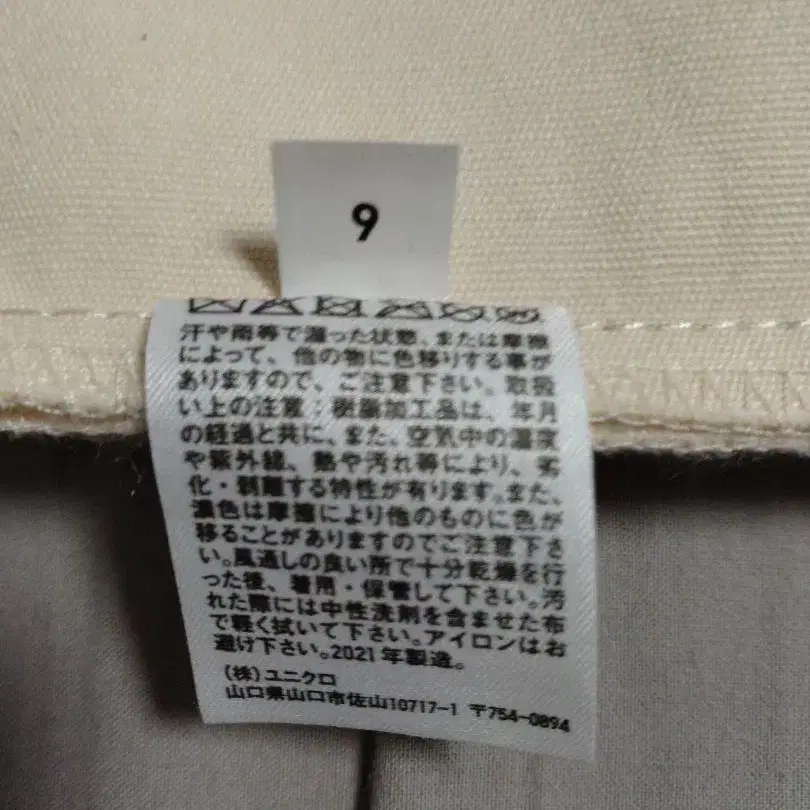 9
汗や雨等で湿った状態、または摩擦
によって、他の物に色移りする事が
ありますので、ご注意下さい。取扱
い上の注意：樹脂加工品は、年月
の経過と共に、また、空気中の湿度
や紫外線、熱や汚れ等により、劣
化・剥離する特性が有ります。また、
濃色は摩擦により他のものに色が
移ることがありますのでご注意下さ
い。風通しの良い所で十分乾燥を行
った後、着用・保管して下さい。汚
れた際には中性洗剤を含ませた布
で軽く拭いて下さい。アイロンはお
避け下さい。2021年製造。
(株)ユニクロ
山口県山口市佐山10717-1 〒754-0894